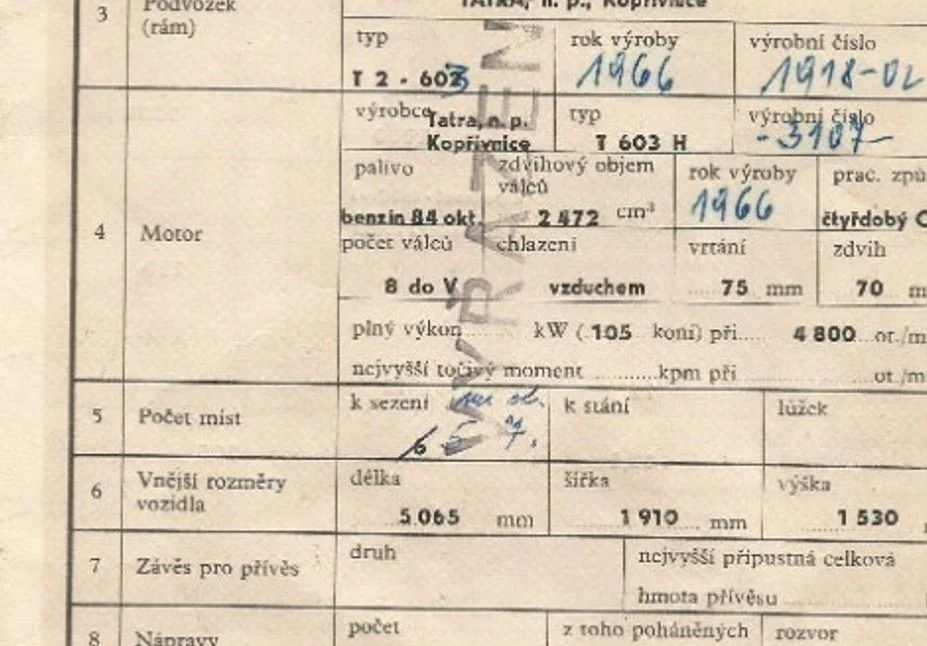 3 Podvozek (rám)
TATRA, n. p., Kopřivnice
typ rok výroby výrobní číslo
T 2 - 603 1966 1918-02
výrobce typ výrobní číslo
Tatra, n. p. -3107-
Kopřivnice T 603 H
palivo zdvihový objem válců rok výroby prac. způ
benzin 84 okt. 2 472 cm³ 1966 čtyřdobý
4 Motor
počet válců chlazení vrtání zdvih
8 do V vzduchem 75 mm 70 m
plný výkon kW (105 koní) při 4 800 ot./m
nejvyšší točivý moment kpm při ot./m
5 Počet míst k sezení k stání lůžek
6 5
6 Vnější rozměry vozidla délka šířka výška
5.065 mm 1 910 mm 1 530
7 Závěs pro přívěs druh nejvyšší přípustná celková
hmota přívěsu
8 Nápravy počet z toho poháněných rozvor
VYŘAZEN